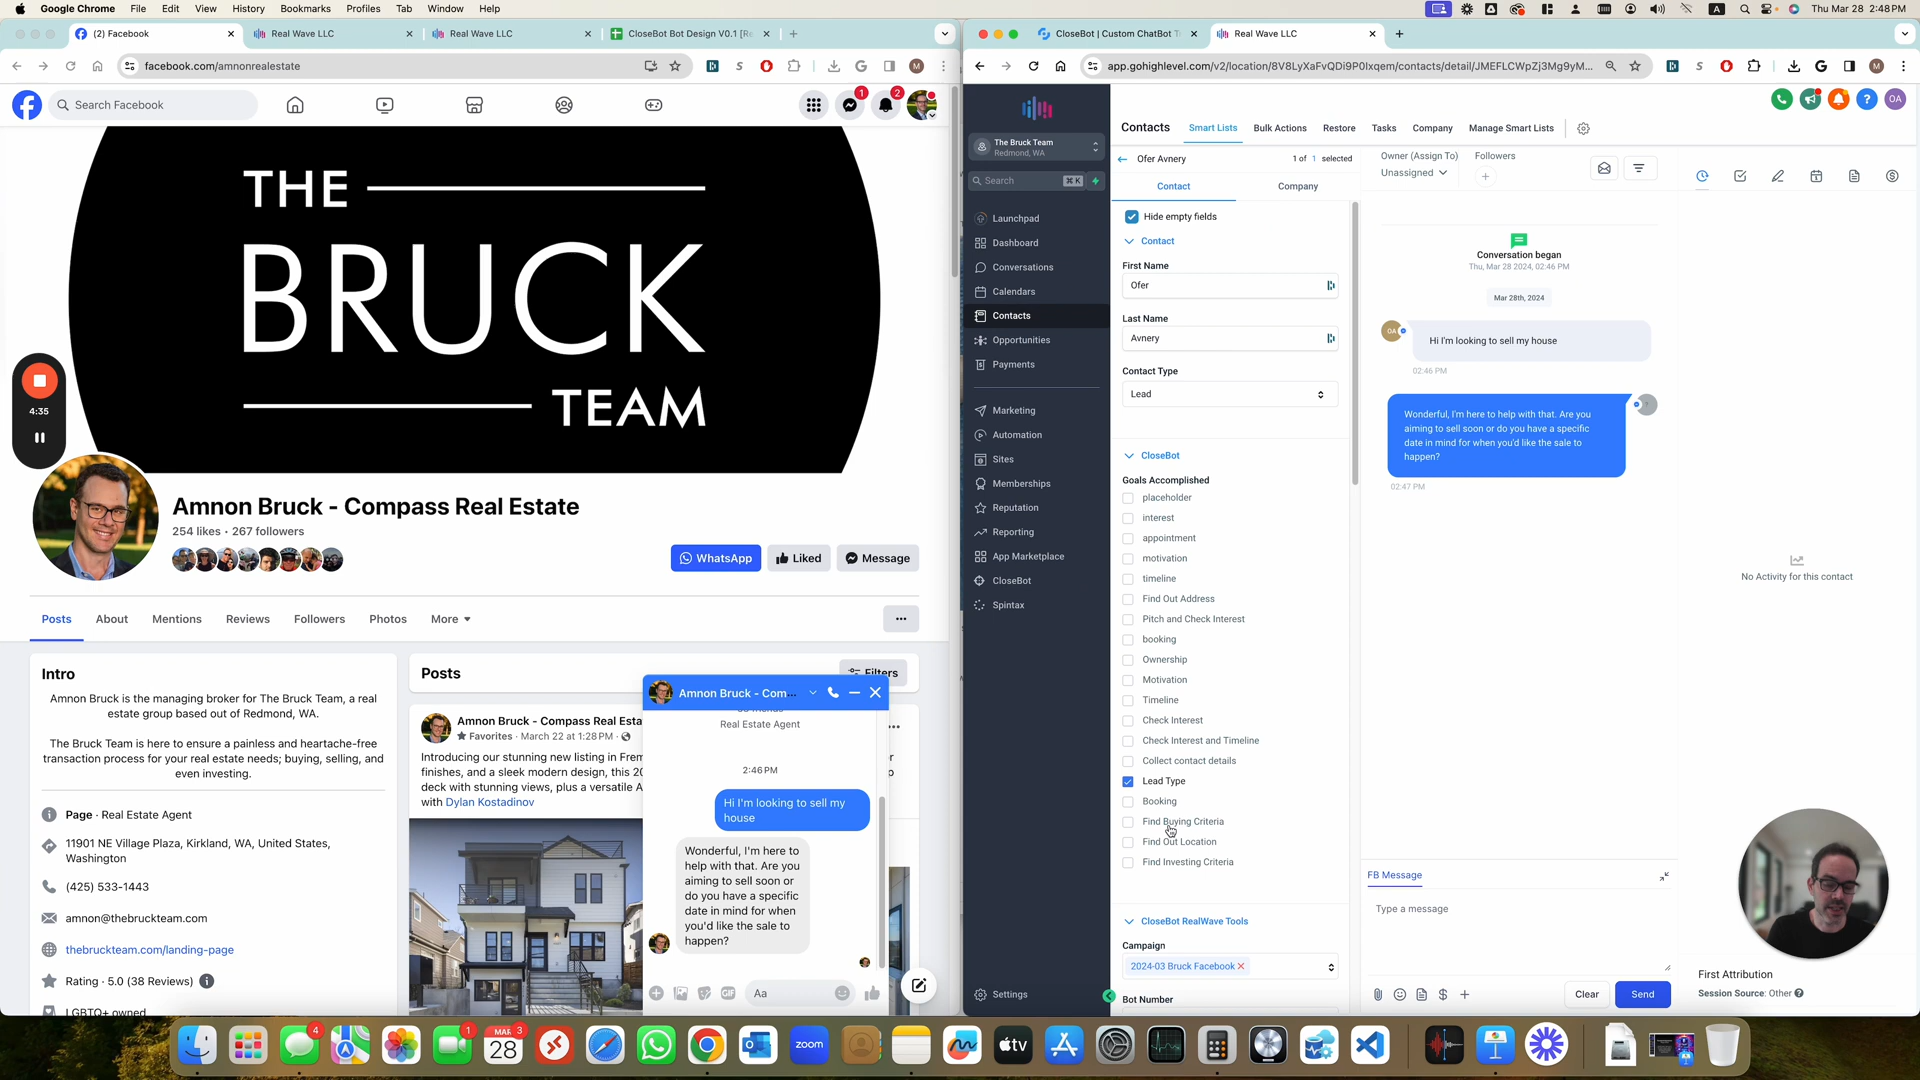 Google Chrome File Edit View History Bookmarks Profiles Tab Window Help
A Thu Mar 28 2:48 PM
(2) Facebook
Real Wave LLC
Real Wave LLC
CloseBot Bot Design V0.1 [Re
facebook.com/amnonrealestate
Search Facebook
1
2
THE
BRUCK
TEAM
4:35
Amnon Bruck - Compass Real Estate
254 likes • 267 followers
WhatsApp
Liked
Message
Posts
About
Mentions
Reviews
Followers
Photos
More
Intro
Amnon Bruck is the managing broker for The Bruck Team, a real
estate group based out of Redmond, WA.
The Bruck Team is here to ensure a painless and heartache-free
transaction process for your real estate needs; buying, selling, and
even investing.
Page · Real Estate Agent
11901 NE Village Plaza, Kirkland, WA, United States,
Washington
(425) 533-1443
amnon@thebruckteam.com
thebruckteam.com/landing-page
Rating · 5.0 (38 Reviews)
LGBTQ+ owned
Posts
Filters
Amnon Bruck - Compass Real Esta
Favorites · March 22 at 1:28 PM ·
Introducing our stunning new listing in Frem
finishes, and a sleek modern design, this 20
deck with stunning views, plus a versatile A
with Dylan Kostadinov
Amnon Bruck - Com...
Real Estate Agent
2:46 PM
Hi I'm looking to sell my
house
Wonderful, I'm here to
help with that. Are you
aiming to sell soon or
do you have a specific
date in mind for when
you'd like the sale to
happen?
GIF
Aa
CloseBot | Custom ChatBot T
Real Wave LLC
app.gohighlevel.com/v2/location/8V8LyXaFvQDi9P0Ixqem/contacts/detail/JMEFLCWpZj3Mg9yM...
The Bruck Team
Redmond, WA
Search
⌘ K
Launchpad
Dashboard
Conversations
Calendars
Contacts
Opportunities
Payments
Marketing
Automation
Sites
Memberships
Reputation
Reporting
App Marketplace
CloseBot
Spintax
Settings
OA
Contacts
Smart Lists
Bulk Actions
Restore
Tasks
Company
Manage Smart Lists
Ofer Avnery
1 of 1 selected
Contact
Company
Hide empty fields
Contact
First Name
Ofer
Last Name
Avnery
Contact Type
Lead
CloseBot
Goals Accomplished
placeholder
interest
appointment
motivation
timeline
Find Out Address
Pitch and Check Interest
booking
Ownership
Motivation
Timeline
Check Interest
Check Interest and Timeline
Collect contact details
Lead Type
Booking
Find Buying Criteria
Find Out Location
Find Investing Criteria
CloseBot RealWave Tools
Campaign
2024-03 Bruck Facebook
Bot Number
Owner (Assign To)
Unassigned
Followers
Conversation began
Thu, Mar 28 2024, 02:46 PM
Mar 28th, 2024
OA
Hi I'm looking to sell my house
02:46 PM
Wonderful, I'm here to help with that. Are you
aiming to sell soon or do you have a specific
date in mind for when you'd like the sale to
happen?
02:47 PM
No Activity for this contact
FB Message
Type a message
Clear
Send
First Attribution
Session Source: Other
4
1
MAR
28
3
zoom
tv